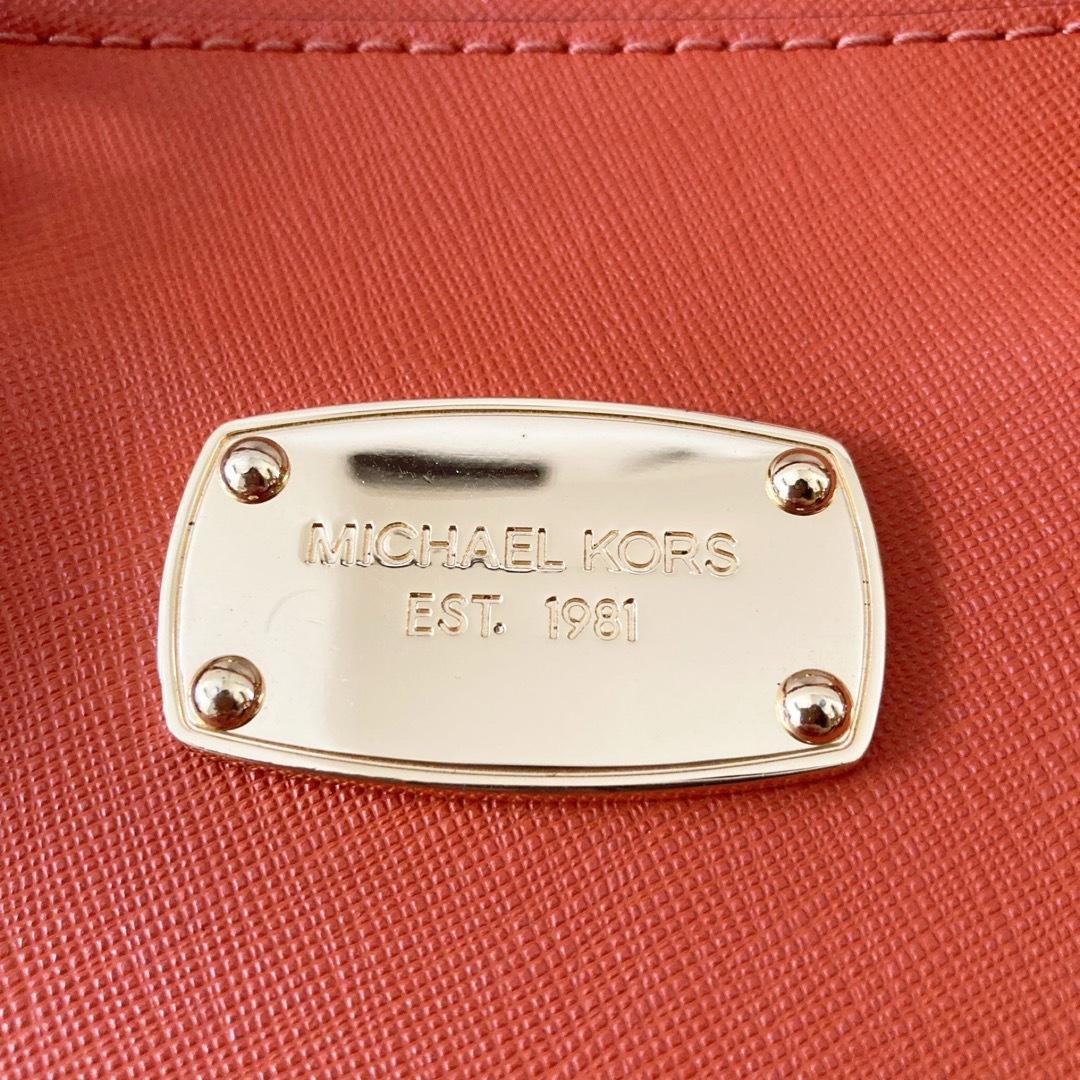 MICHAEL KORS
EST. 1981